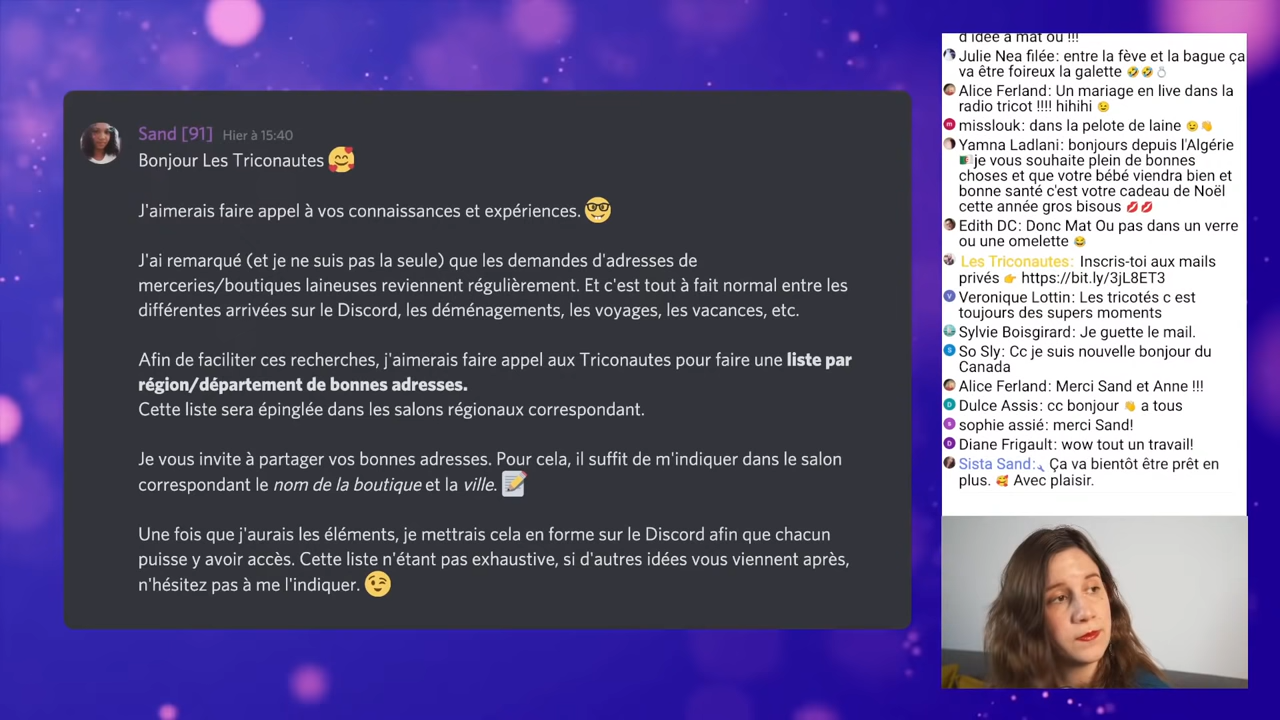 Sand [91] Hier à 15:40
Bonjour Les Triconautes 🥰
J'aimerais faire appel à vos connaissances et expériences. 🤓
J'ai remarqué (et je ne suis pas la seule) que les demandes d'adresses de
merceries/boutiques laineuses reviennent régulièrement. Et c'est tout à fait normal entre les
différentes arrivées sur le Discord, les déménagements, les voyages, les vacances, etc.
Afin de faciliter ces recherches, j'aimerais faire appel aux Triconautes pour faire une liste par
région/département de bonnes adresses.
Cette liste sera épinglée dans les salons régionaux correspondant.
Je vous invite à partager vos bonnes adresses. Pour cela, il suffit de m'indiquer dans le salon
correspondant le nom de la boutique et la ville. 📝
Une fois que j'aurais les éléments, je mettrais cela en forme sur le Discord afin que chacun
puisse y avoir accès. Cette liste n'étant pas exhaustive, si d'autres idées vous viennent après,
n'hésitez pas à me l'indiquer. 😉
d'idée à mat ou !!!
Julie Nea filée: entre la fève et la bague ça
va être foireux la galette 🤣🤣💍
Alice Ferland: Un mariage en live dans la
radio tricot !!!! hihihi 😉
misslouk: dans la pelote de laine 😉👋
Yamna Ladlani: bonjours depuis l'Algérie
🇩🇿je vous souhaite plein de bonnes
choses et que votre bébé viendra bien et
bonne santé c'est votre cadeau de Noël
cette année gros bisous 💋💋
Edith DC: Donc Mat Ou pas dans un verre
ou une omelette 😂
Les Triconautes: Inscris-toi aux mails
privés 👉 https://bit.ly/3jL8ET3
Veronique Lottin: Les tricotés c est
toujours des supers moments
Sylvie Boisgirard: Je guette le mail.
So Sly: Cc je suis nouvelle bonjour du
Canada
Alice Ferland: Merci Sand et Anne !!!
Dulce Assis: cc bonjour 👋 a tous
sophie assié: merci Sand!
Diane Frigault: wow tout un travail!
Sista Sand: Ça va bientôt être prêt en
plus. 🥰 Avec plaisir.